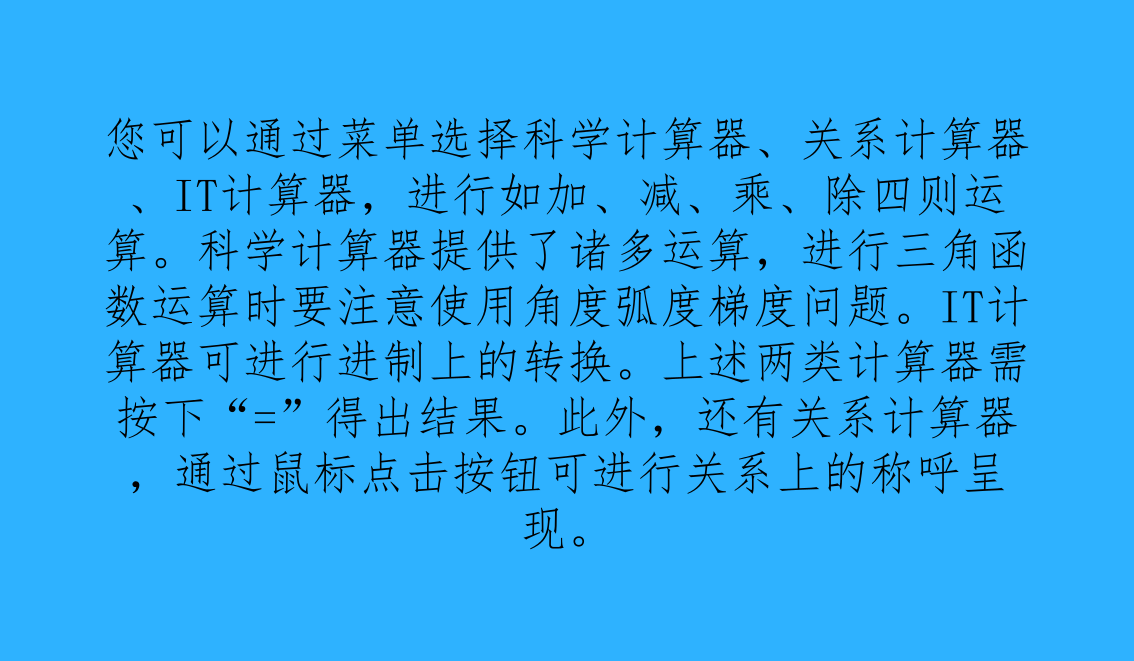 您可以通过菜单选择科学计算器、关系计算器
、IT计算器，进行如加、减、乘、除四则运
算。科学计算器提供了诸多运算，进行三角函
数运算时要注意使用角度弧度梯度问题。IT计
算器可进行进制上的转换。上述两类计算器需
按下“=”得出结果。此外，还有关系计算器
，通过鼠标点击按钮可进行关系上的称呼呈
现。